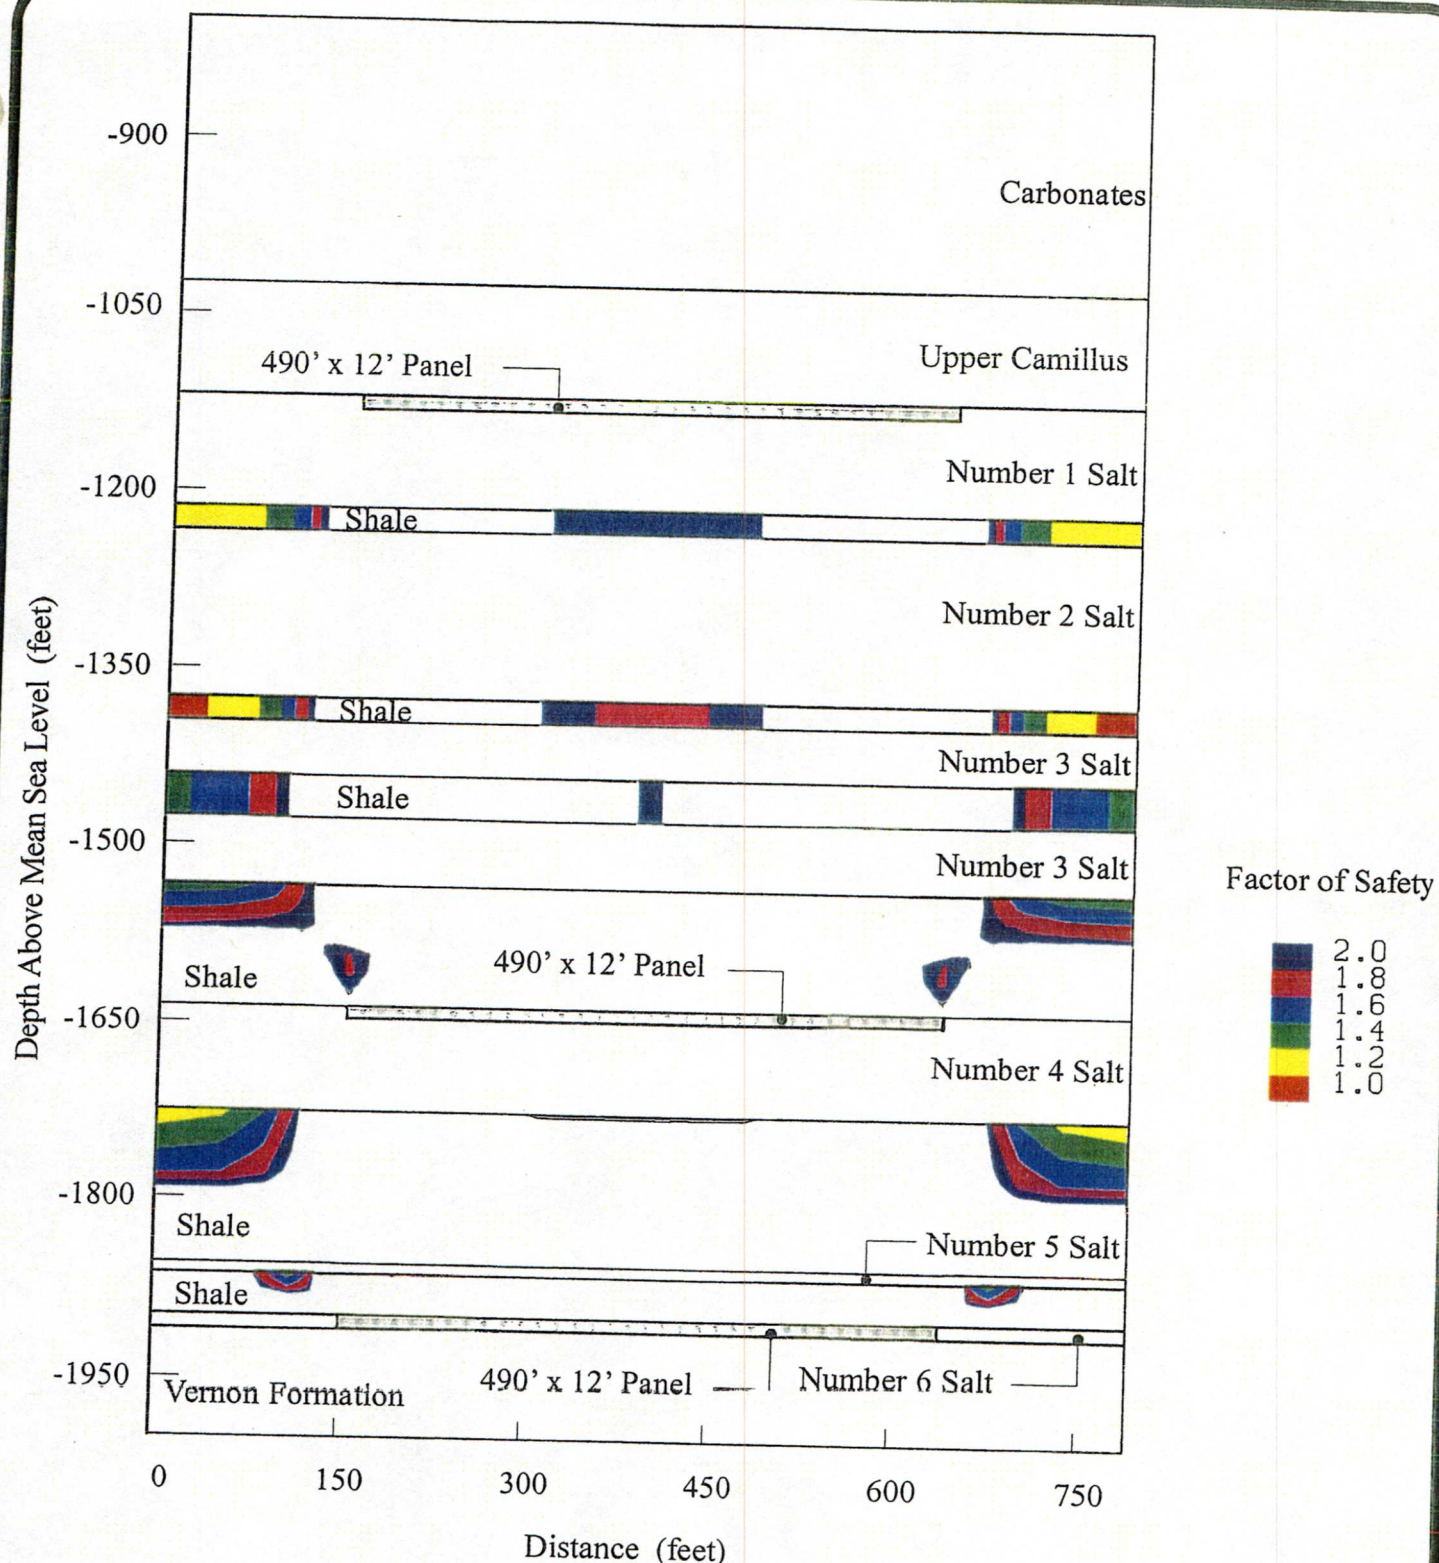 -900
Carbonates
-1050
490' x 12' Panel
Upper Camillus
Number 1 Salt
-1200
Shale
Number 2 Salt
-1350
Shale
Number 3 Salt
Shale
-1500
Number 3 Salt
Factor of Safety
2.0
1.8
1.6
1.4
1.2
1.0
490' x 12' Panel
Shale
-1650
Number 4 Salt
-1800
Shale
Number 5 Salt
Shale
-1950
490' x 12' Panel
Number 6 Salt
Vernon Formation
0
150
300
450
600
750
Distance (feet)
Depth Above Mean Sea Level (feet)